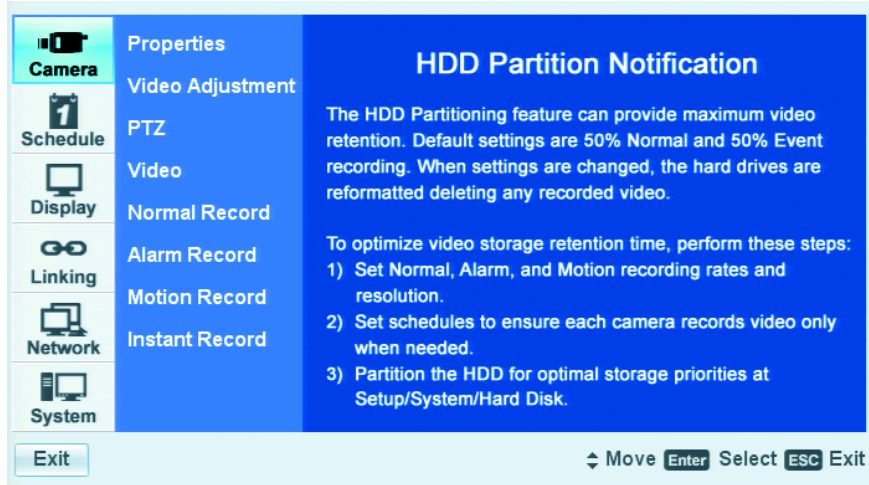 Camera
Schedule
1
Display
Linking
Network
System
Properties
Video Adjustment
PTZ
Video
Normal Record
Alarm Record
Motion Record
Instant Record
HDD Partition Notification
The HDD Partitioning feature can provide maximum video
retention. Default settings are 50% Normal and 50% Event
recording. When settings are changed, the hard drives are
reformatted deleting any recorded video.
To optimize video storage retention time, perform these steps:
1) Set Normal, Alarm, and Motion recording rates and
resolution.
2) Set schedules to ensure each camera records video only
when needed.
3) Partition the HDD for optimal storage priorities at
Setup/System/Hard Disk.
Exit
Move Enter Select ESC Exit